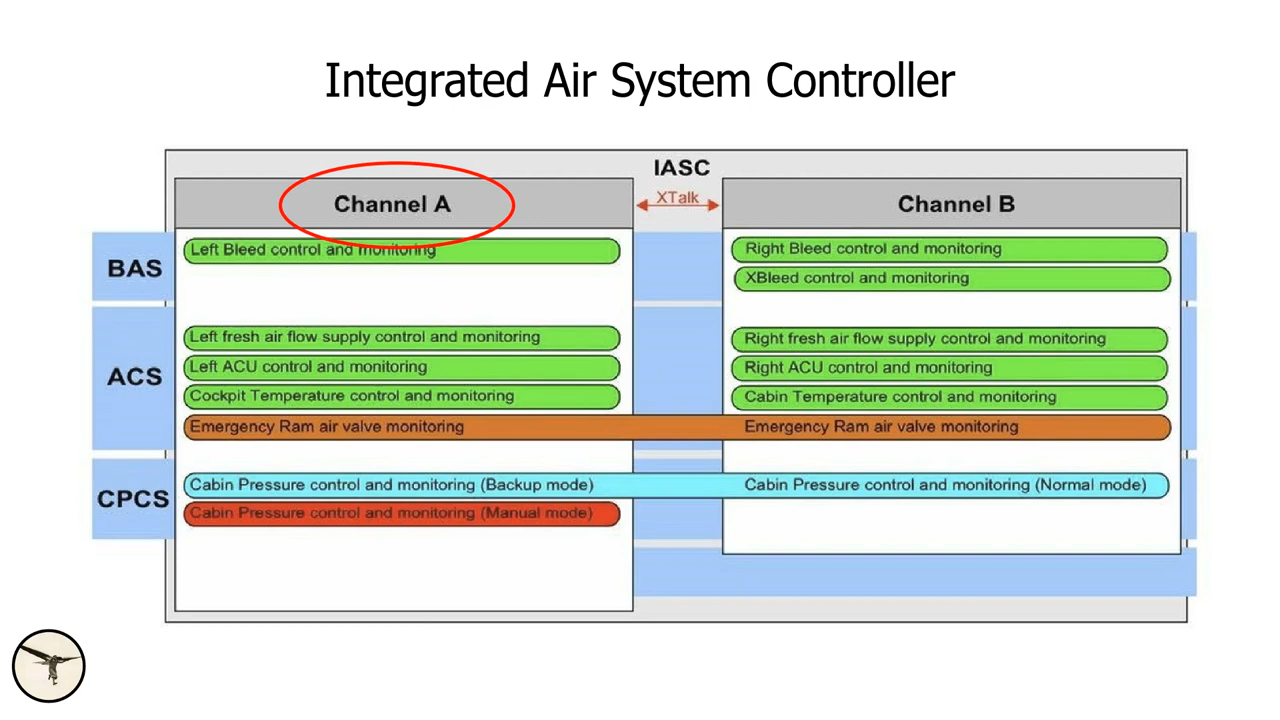 Integrated Air System Controller
IASC
Channel A
XTalk
Channel B
BAS
Left Bleed control and monitoring
Right Bleed control and monitoring
XBleed control and monitoring
ACS
Left fresh air flow supply control and monitoring
Right fresh air flow supply control and monitoring
Left ACU control and monitoring
Right ACU control and monitoring
Cockpit Temperature control and monitoring
Cabin Temperature control and monitoring
Emergency Ram air valve monitoring
Emergency Ram air valve monitoring
CPCS
Cabin Pressure control and monitoring (Backup mode)
Cabin Pressure control and monitoring (Normal mode)
Cabin Pressure control and monitoring (Manual mode)